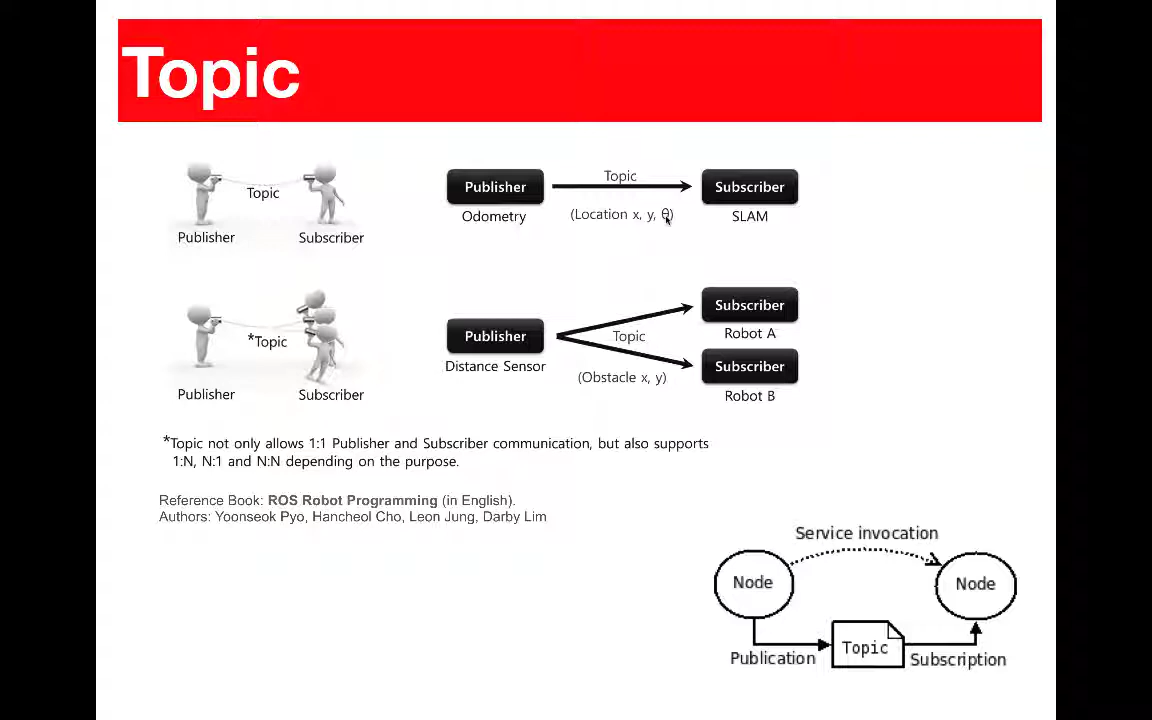 Topic
Topic
Publisher
Subscriber
Publisher
Topic
Subscriber
Odometry
(Location x, y, θ)
SLAM
*Topic
Publisher
Subscriber
Publisher
Distance Sensor
Topic
(Obstacle x, y)
Subscriber
Robot A
Subscriber
Robot B
*Topic not only allows 1:1 Publisher and Subscriber communication, but also supports
1:N, N:1 and N:N depending on the purpose.
Reference Book: ROS Robot Programming (in English).
Authors: Yoonseok Pyo, Hancheol Cho, Leon Jung, Darby Lim
Service invocation
Node
Node
Topic
Publication
Subscription